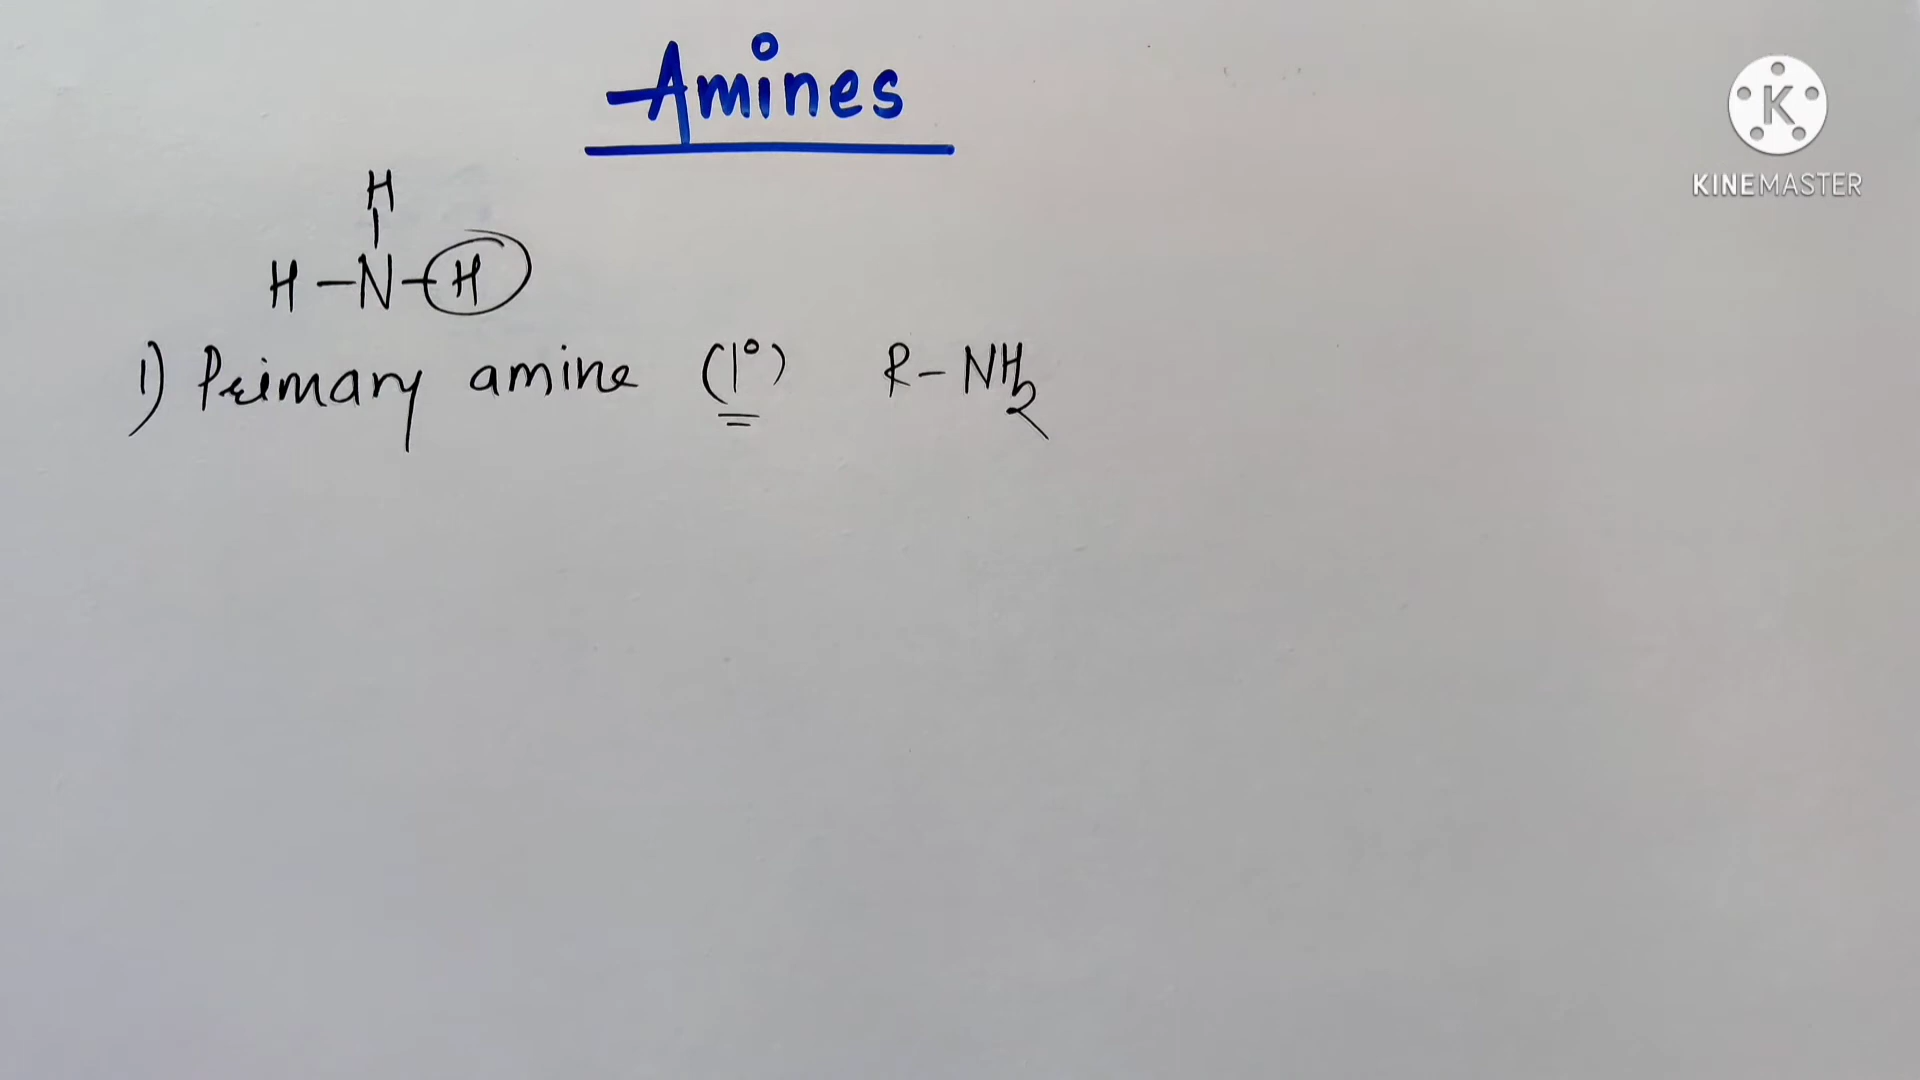 Amines
H
|
H - N - H
1) Primary amine (1°) R - NH2
K
KINEMASTER